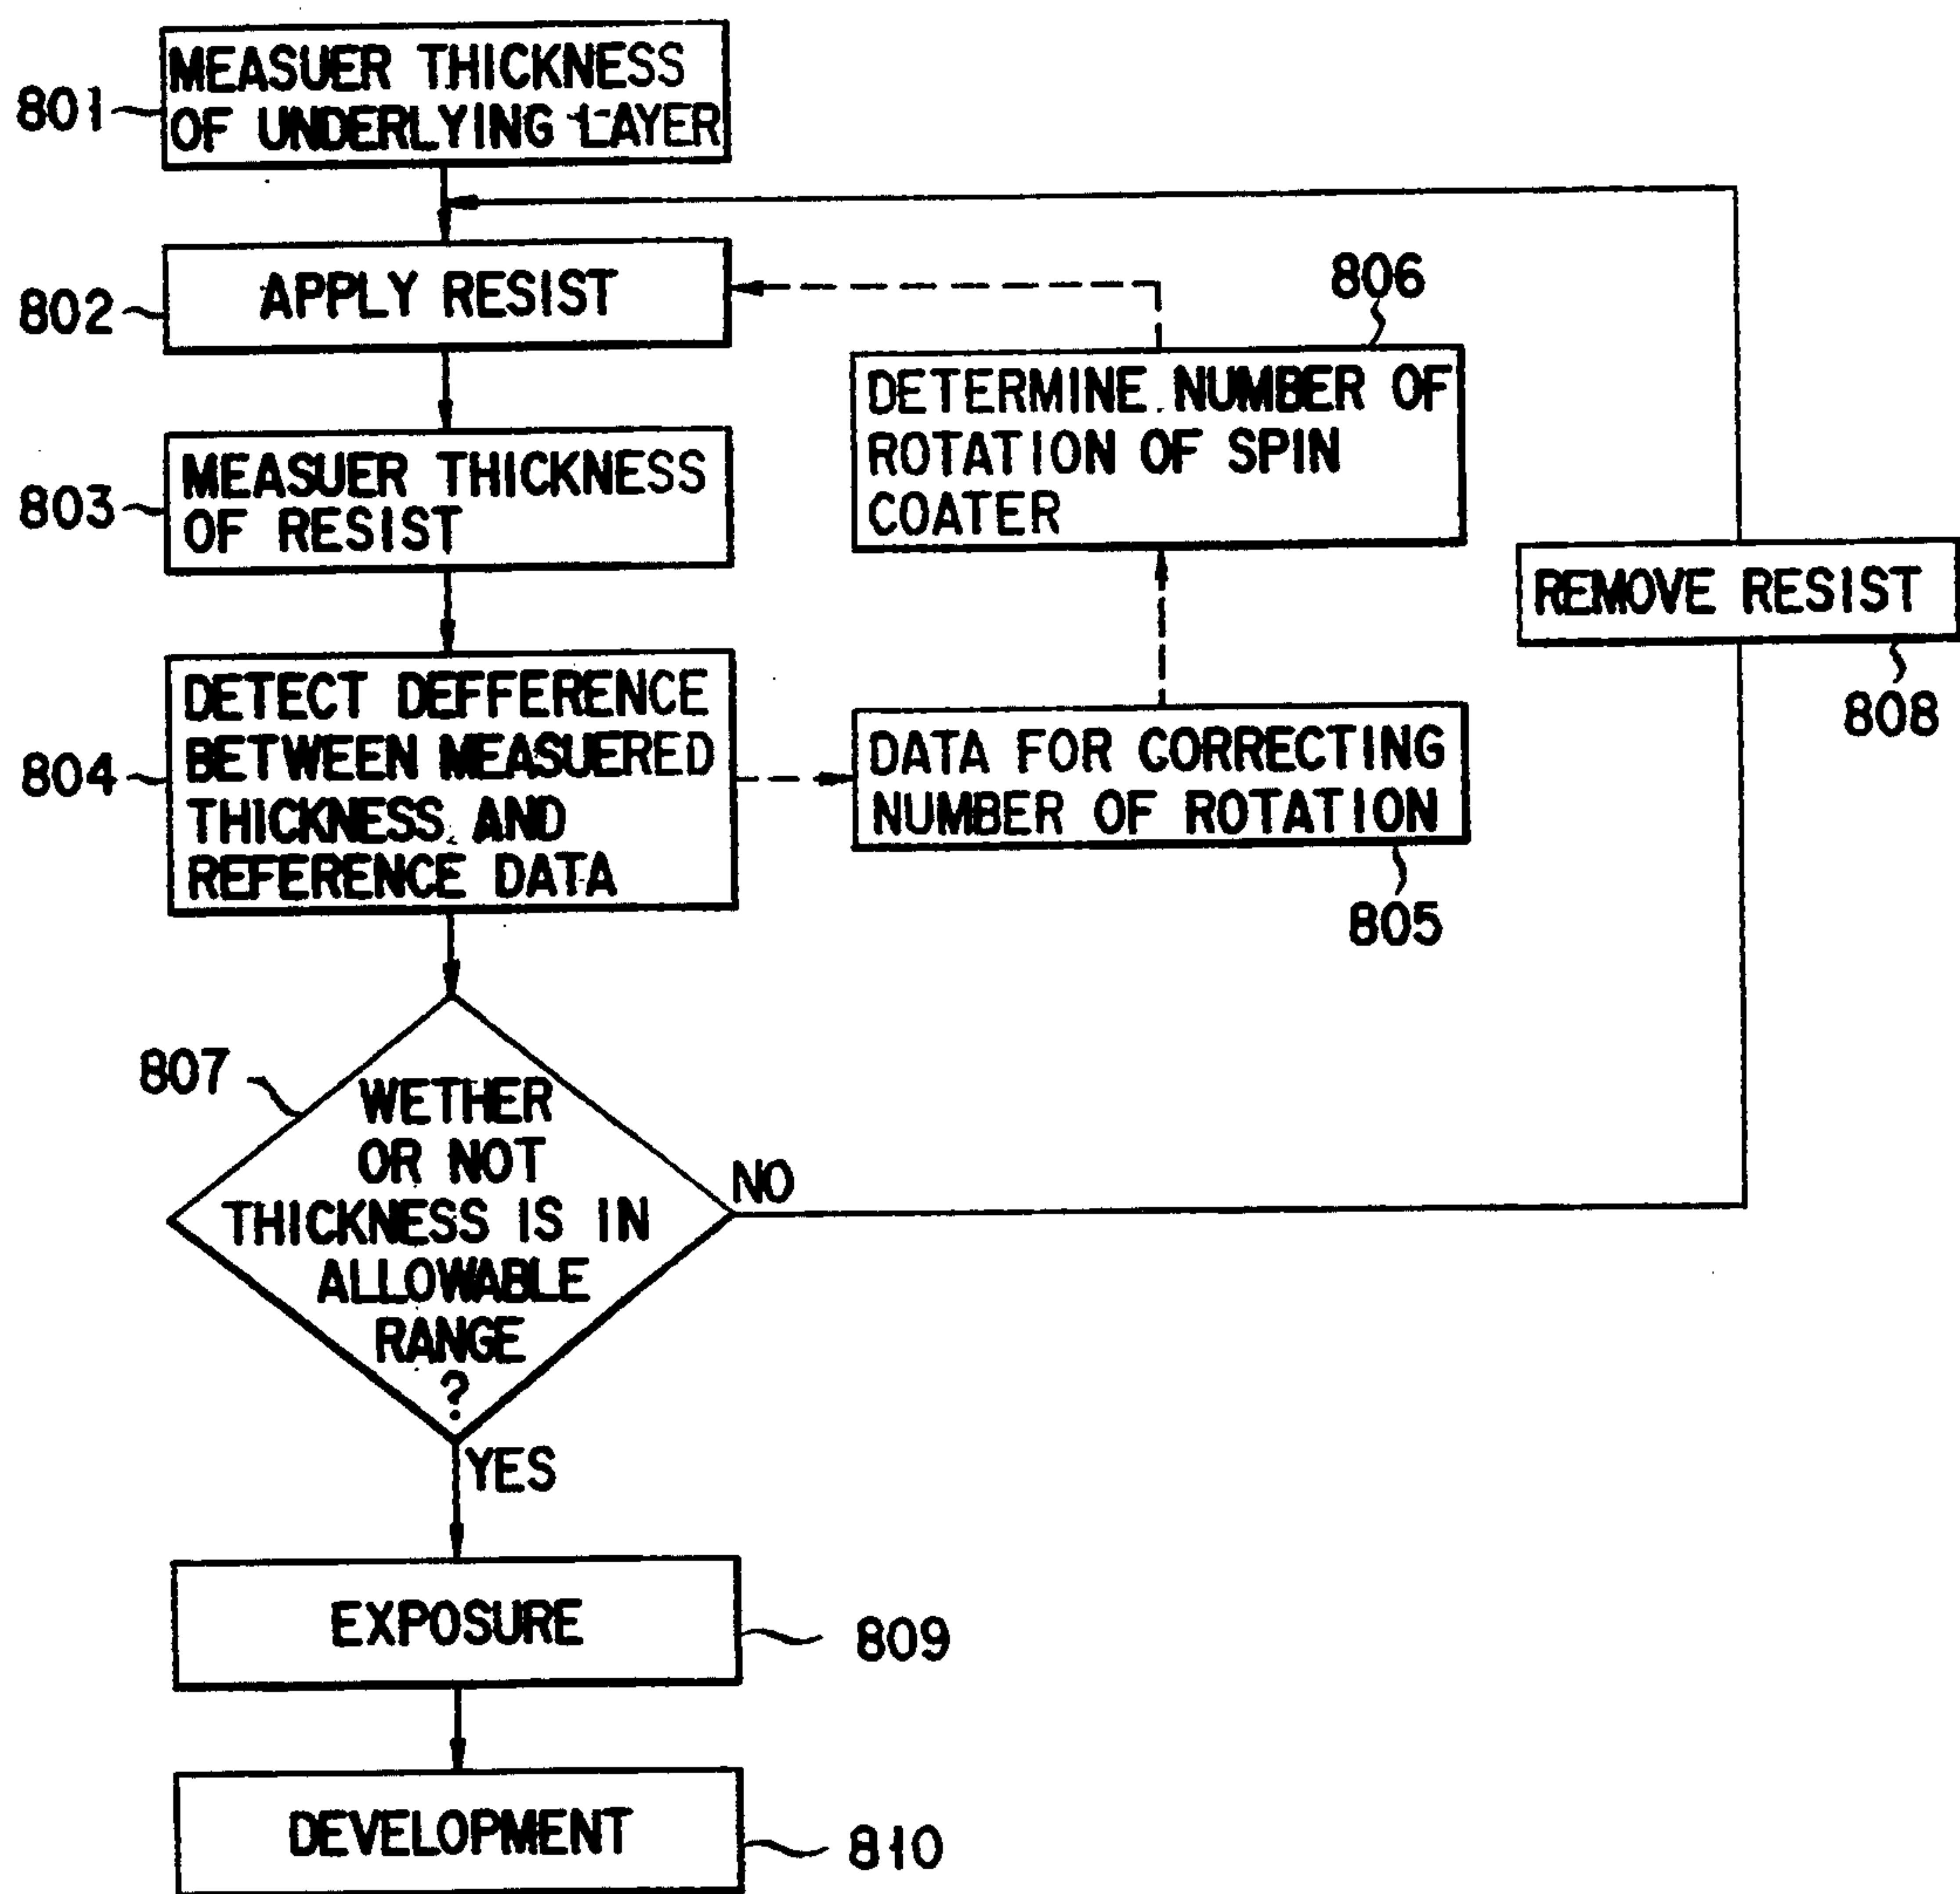 MEASUER THICKNESS
OF UNDERLYING LAYER
801
APPLY RESIST
802
806
DETERMINE NUMBER OF
ROTATION OF SPIN
COATER
MEASUER THICKNESS
OF RESIST
803
REMOVE RESIST
808
DETECT DEFFERENCE
BETWEEN MEASUERED
THICKNESS AND
REFERENCE DATA
804
DATA FOR CORRECTING
NUMBER OF ROTATION
805
807
WETHER
OR NOT
THICKNESS IS IN
ALLOWABLE
RANGE
?
NO
YES
EXPOSURE
809
DEVELOPMENT
810